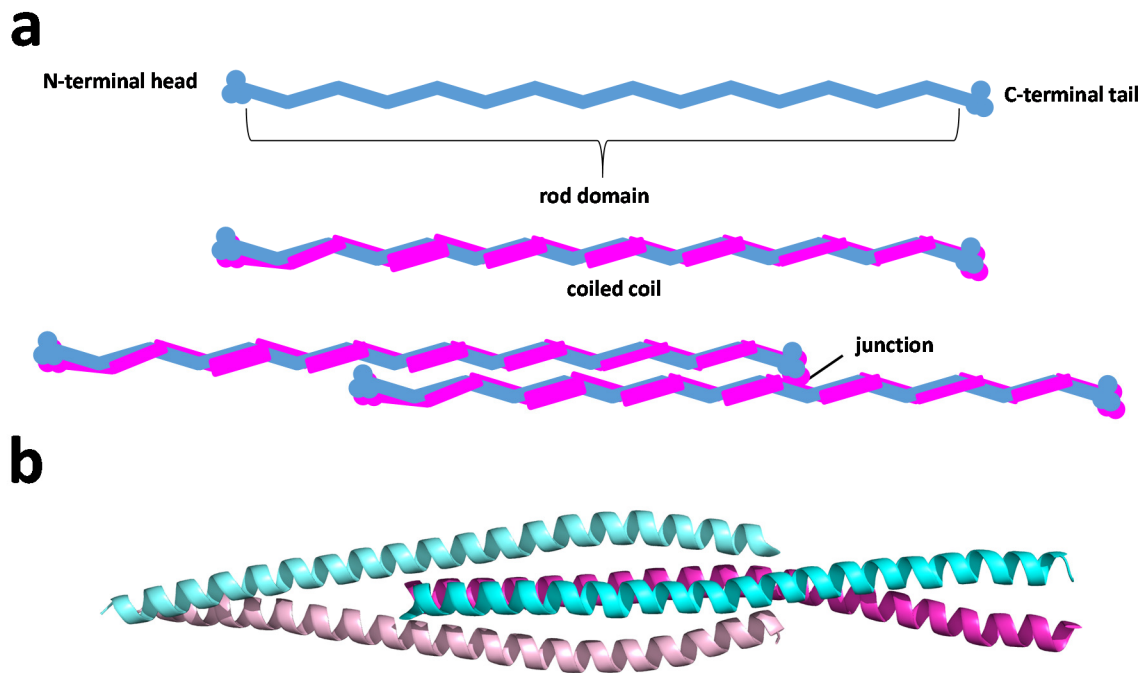 a
N-terminal head
C-terminal tail
rod domain
coiled coil
junction
b